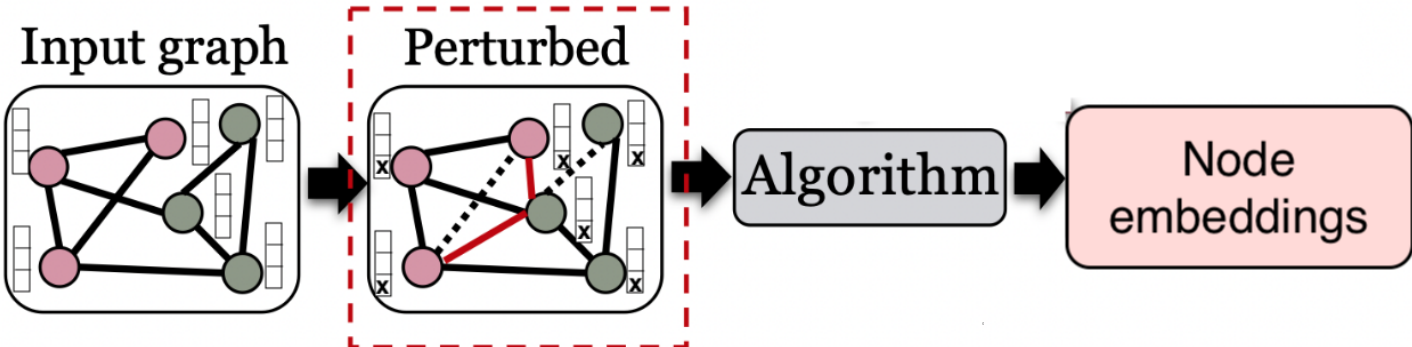 Input graph
Perturbed
x
x
x
x
x
x
Algorithm
Node
embeddings